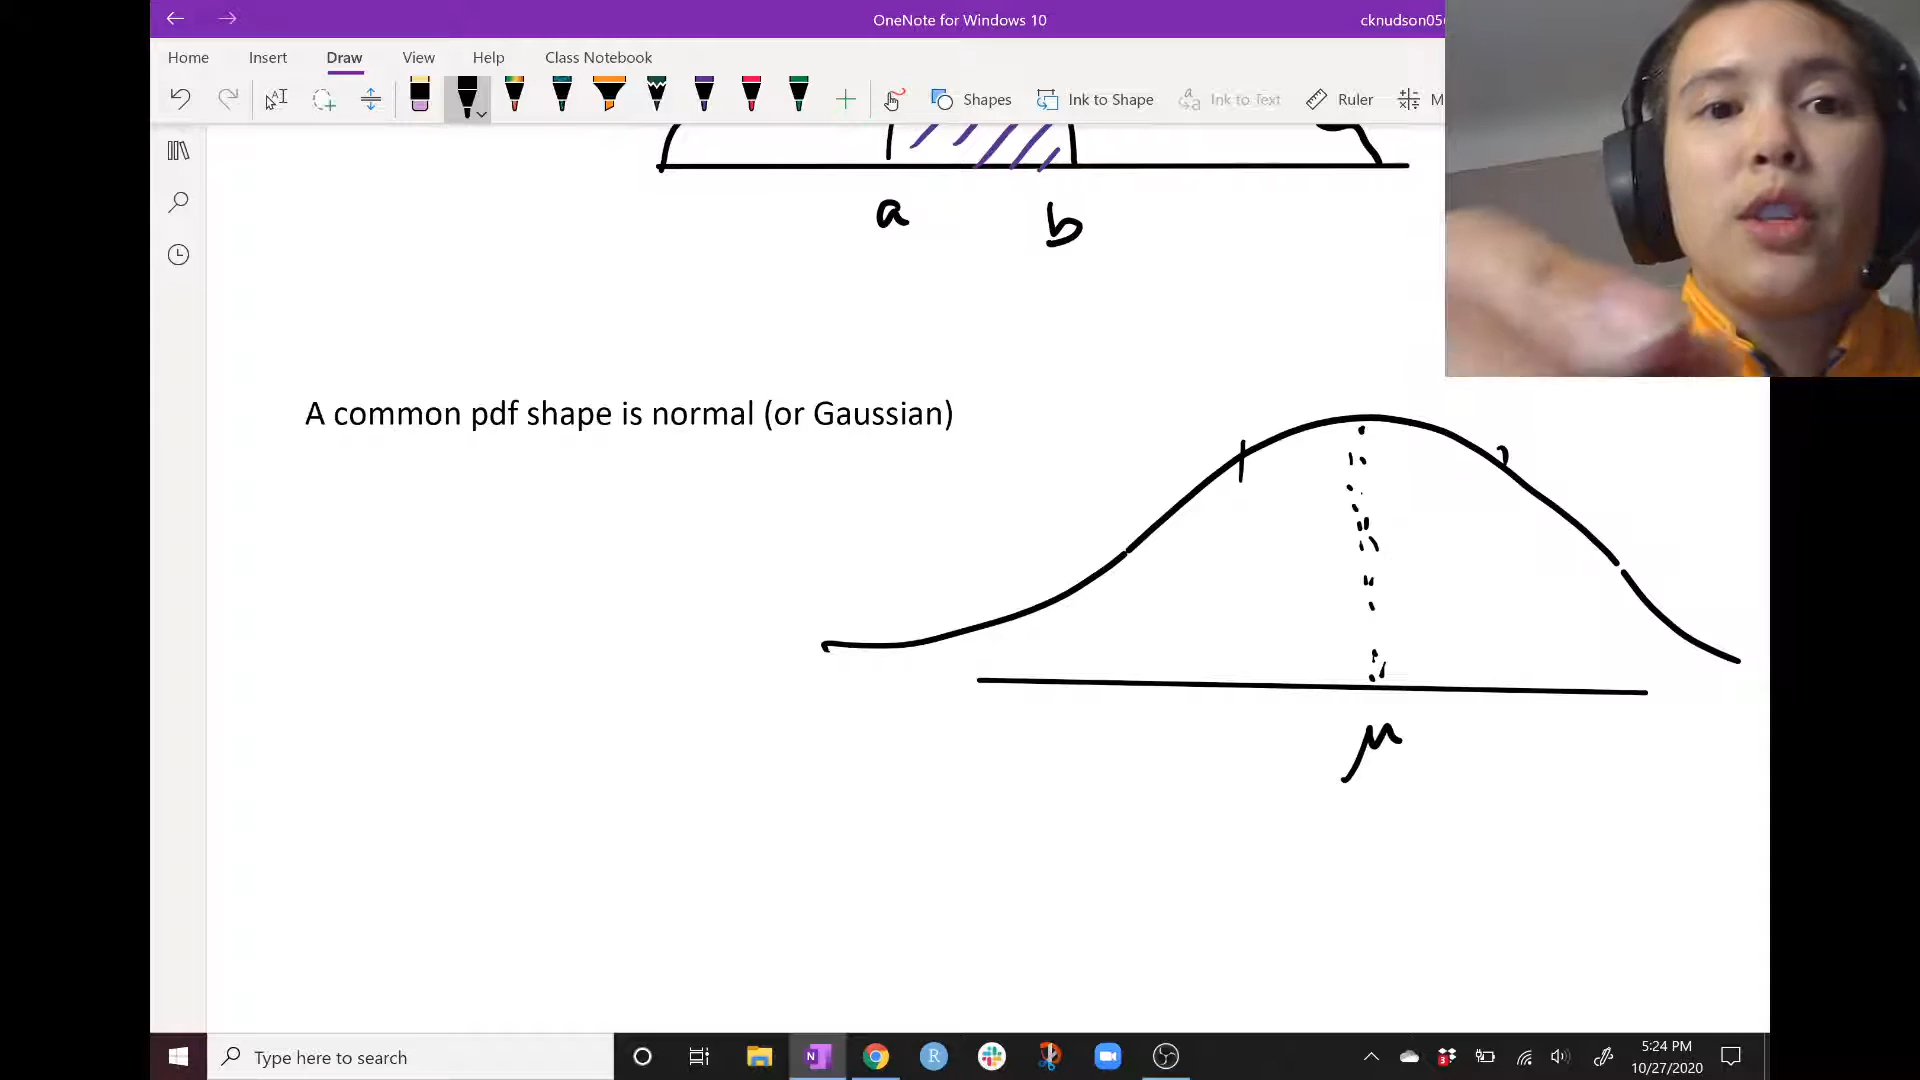 OneNote for Windows 10
cknudson05
Home Insert Draw View Help Class Notebook
Shapes Ink to Shape Ink to Text Ruler M
a b
A common pdf shape is normal (or Gaussian)
μ
Type here to search
5:24 PM
10/27/2020